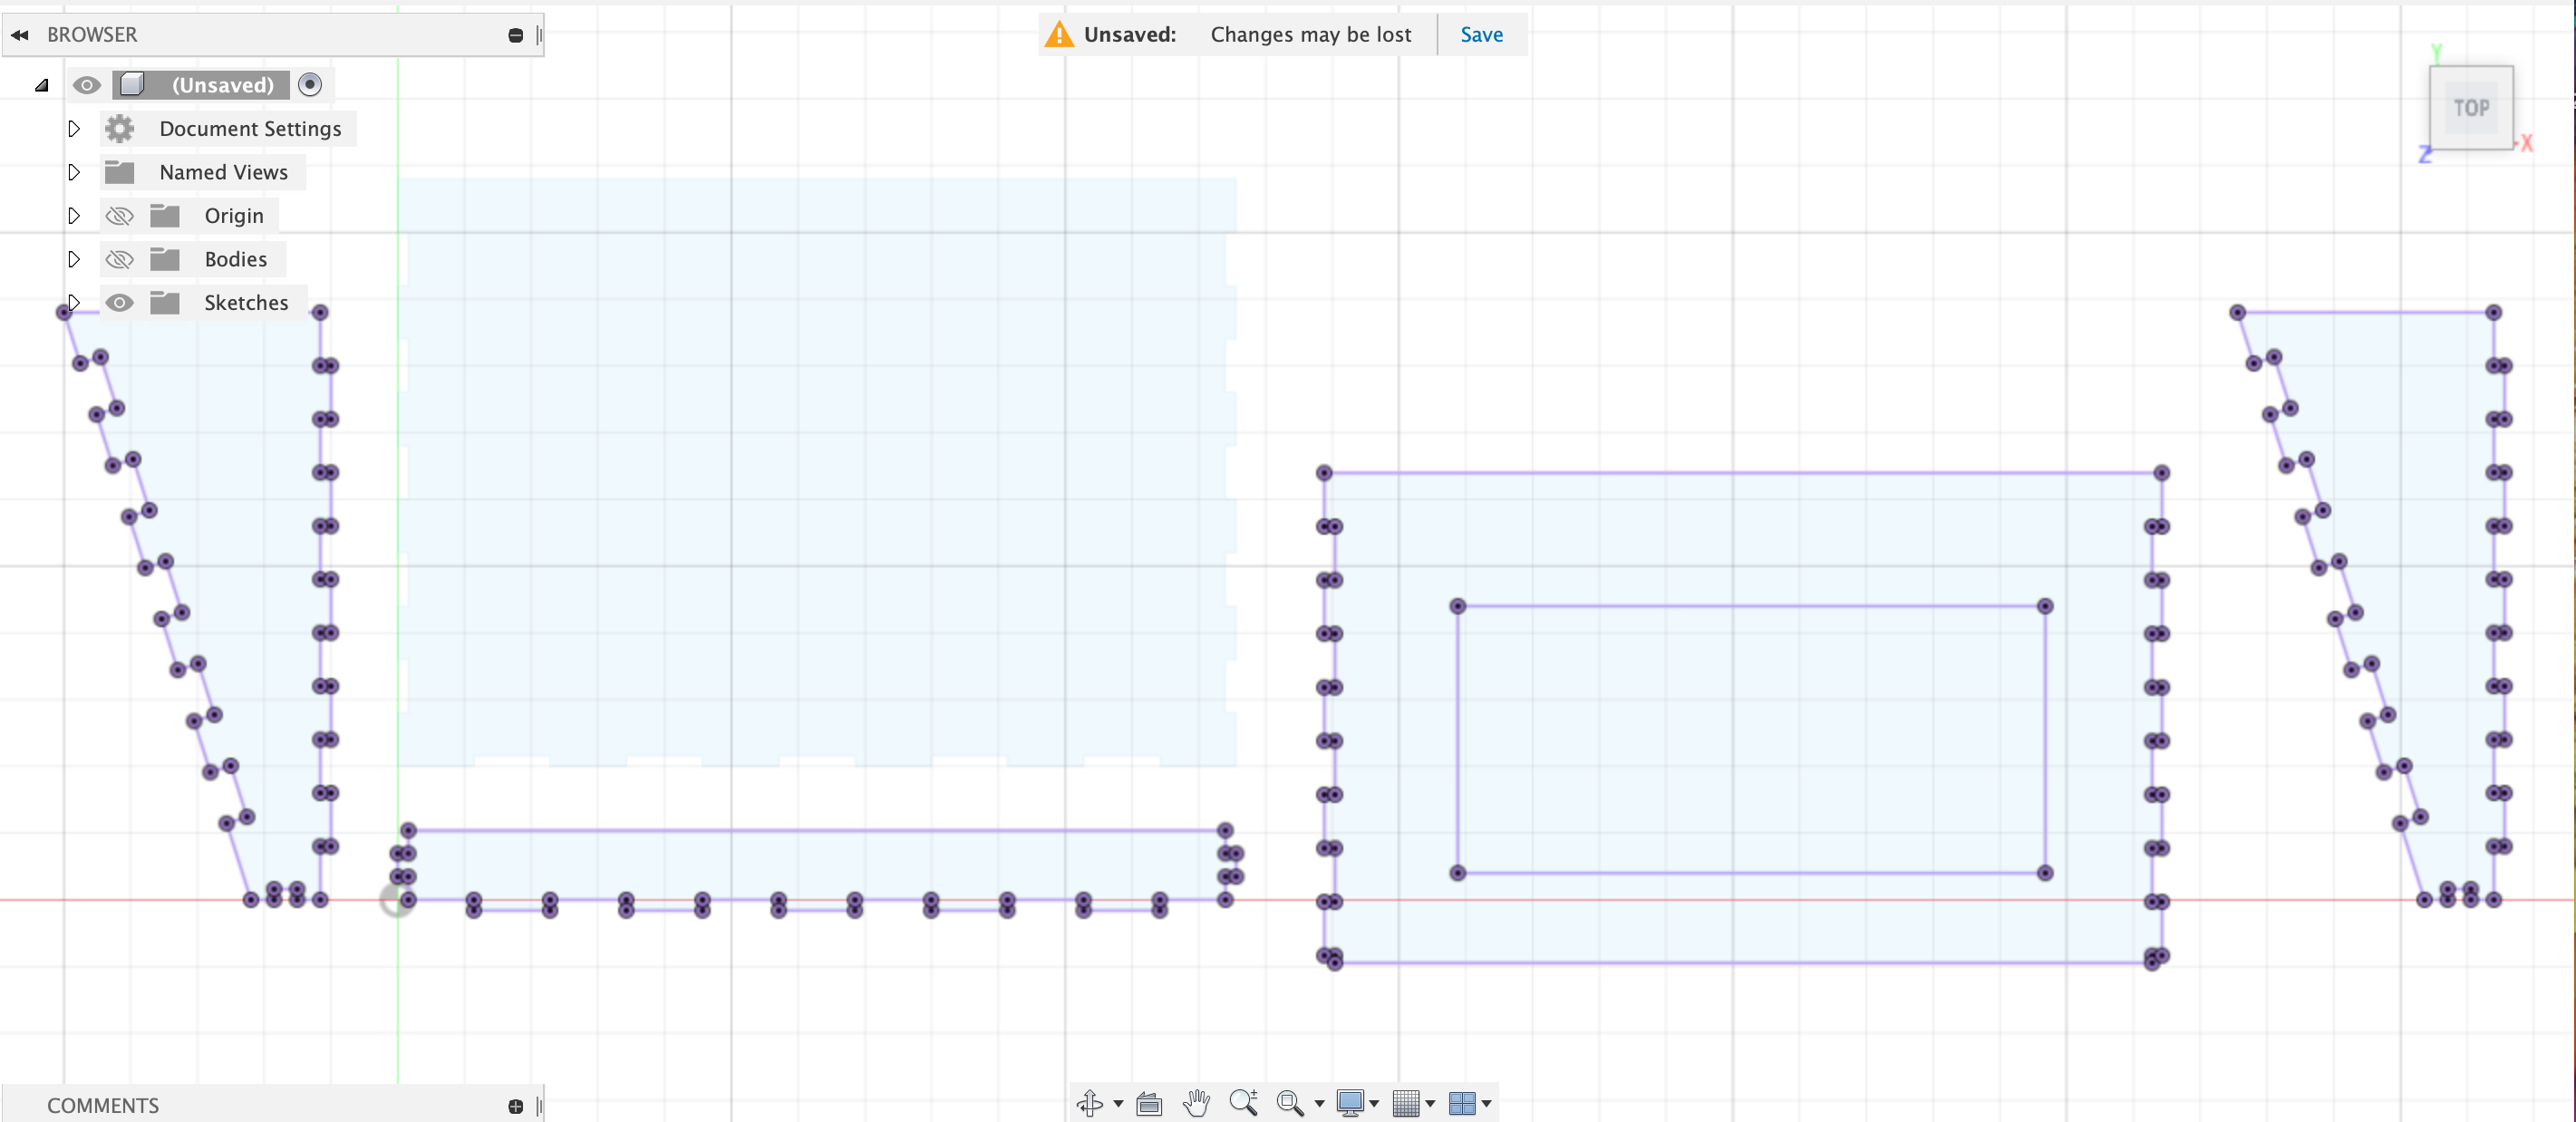 BROWSER
Unsaved: Changes may be lost Save
(Unsaved)
Document Settings
Named Views
Origin
Bodies
Sketches
Y
TOP
-X
Z
COMMENTS